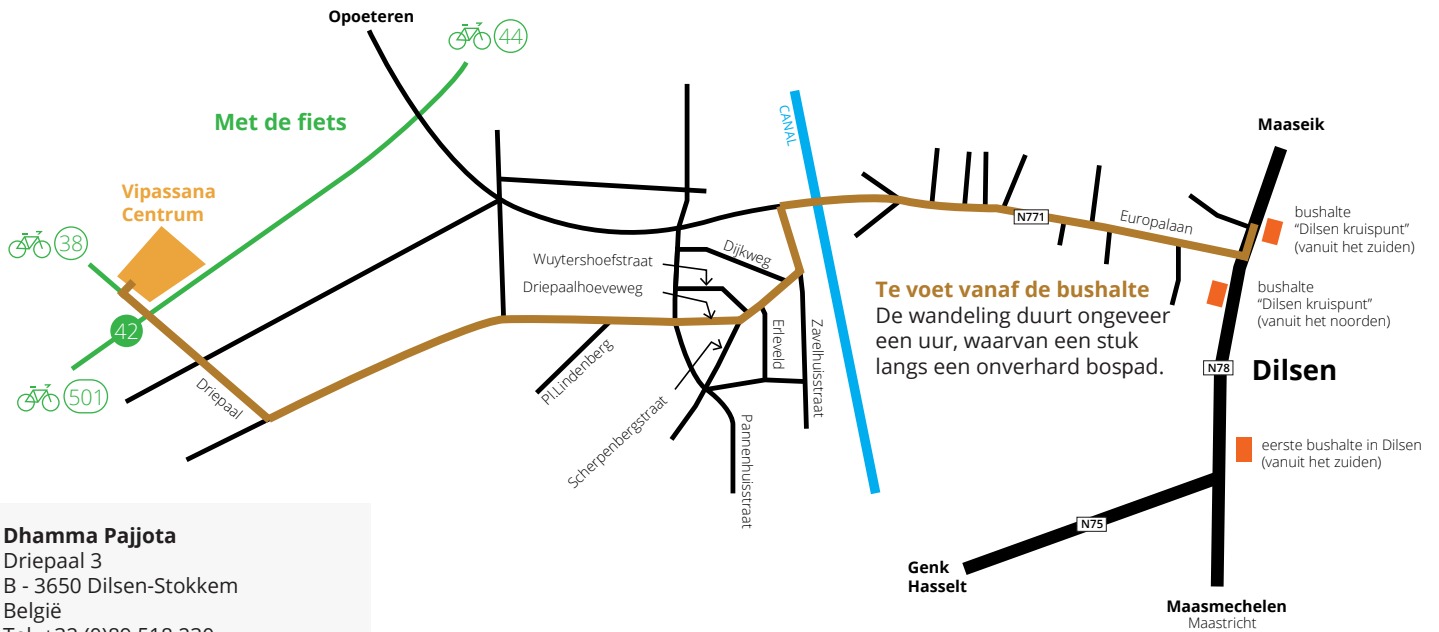 Opoeteren
44
Met de fiets
Vipassana
Centrum
38
42
501
Driepaal
Wuytershoefstraat
Driepaalhoeveweg
Dijkweg
Pl.Lindenberg
Scherpenbergstraat
Erleveld
Zavelhuisstraat
Pannenhuisstraat
CANAL
N771
Europalaan
Maaseik
bushalte
“Dilsen kruispunt”
(vanuit het zuiden)
bushalte
“Dilsen kruispunt”
(vanuit het noorden)
Te voet vanaf de bushalte
De wandeling duurt ongeveer
een uur, waarvan een stuk
langs een onverhard bospad.
N78
Dilsen
eerste bushalte in Dilsen
(vanuit het zuiden)
N75
Genk
Hasselt
Maasmechelen
Maastricht
Dhamma Pajjota
Driepaal 3
B - 3650 Dilsen-Stokkem
België